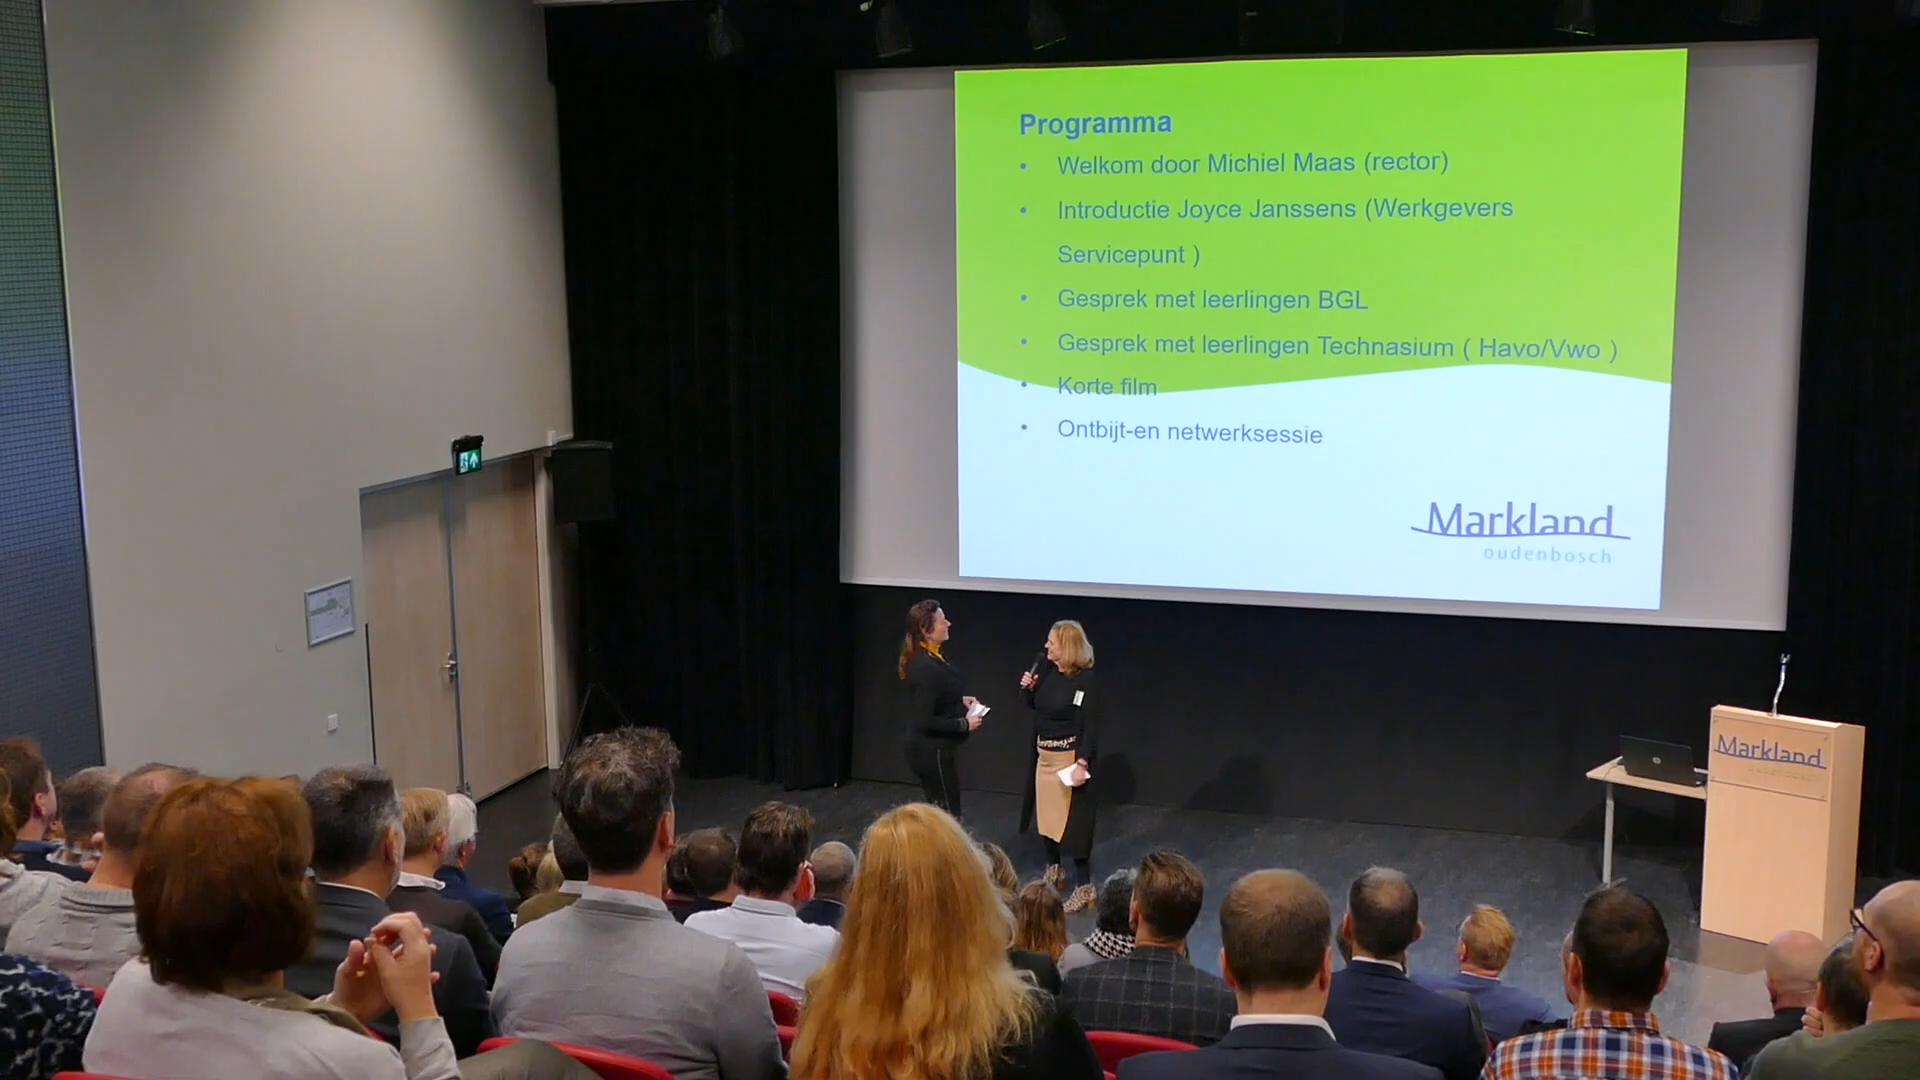 Programma
• Welkom door Michiel Maas (rector)
• Introductie Joyce Janssens (Werkgevers
Servicepunt )
• Gesprek met leerlingen BGL
• Gesprek met leerlingen Technasium ( Havo/Vwo )
• Korte film
• Ontbijt-en netwerksessie
Markland
oudenbosch
Markland